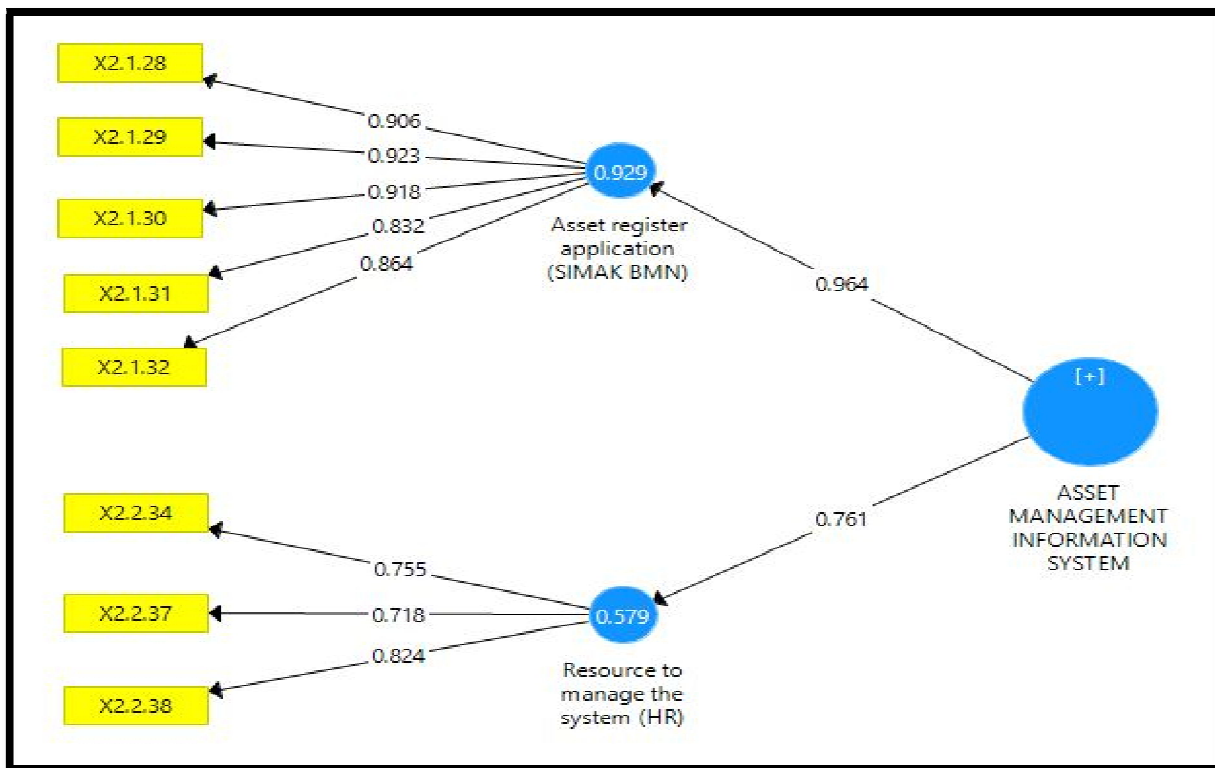 X2.1.28
X2.1.29
X2.1.30
X2.1.31
X2.1.32
0.906
0.923
0.918
0.832
0.864
0.929
Asset register
application
(SIMAK BMN)
0.964
[+]
ASSET
MANAGEMENT
INFORMATION
SYSTEM
0.761
X2.2.34
X2.2.37
X2.2.38
0.755
0.718
0.824
0.579
Resource to
manage the
system (HR)